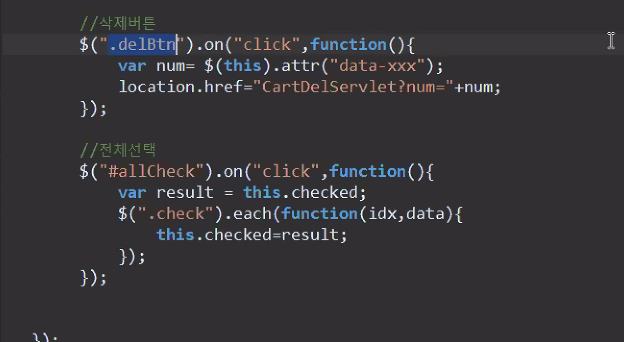 //삭제버튼
$(".delBtn").on("click",function(){
var num= $(this).attr("data-xxx");
location.href="CartDelServlet?num="+num;
});
//전체선택
$("#allCheck").on("click",function(){
var result = this.checked;
$(".check").each(function(idx,data){
this.checked=result;
});
});
});